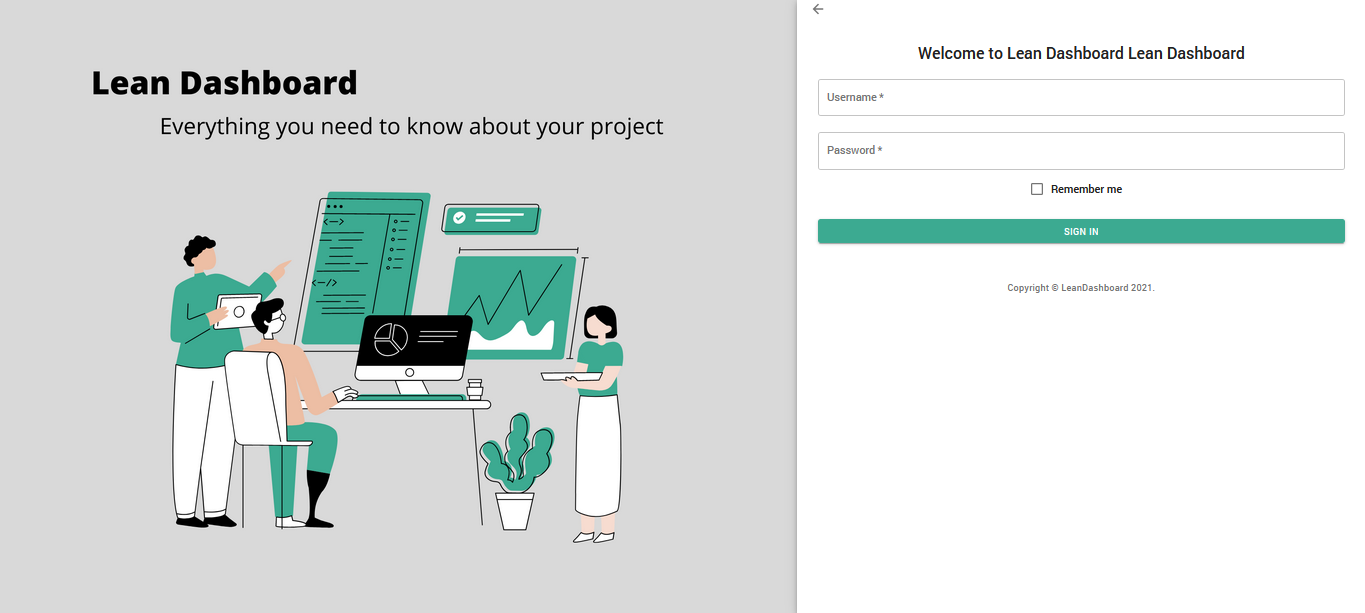 Lean Dashboard
Everything you need to know about your project
<—>
</>
Welcome to Lean Dashboard Lean Dashboard
Username *
Password *
Remember me
SIGN IN
Copyright © LeanDashboard 2021.